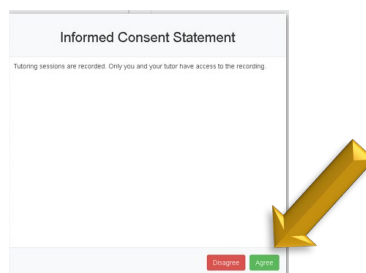 Informed Consent Statement
Tutoring sessions are recorded. Only you and your tutor have access to the recording.
Disagree Agree